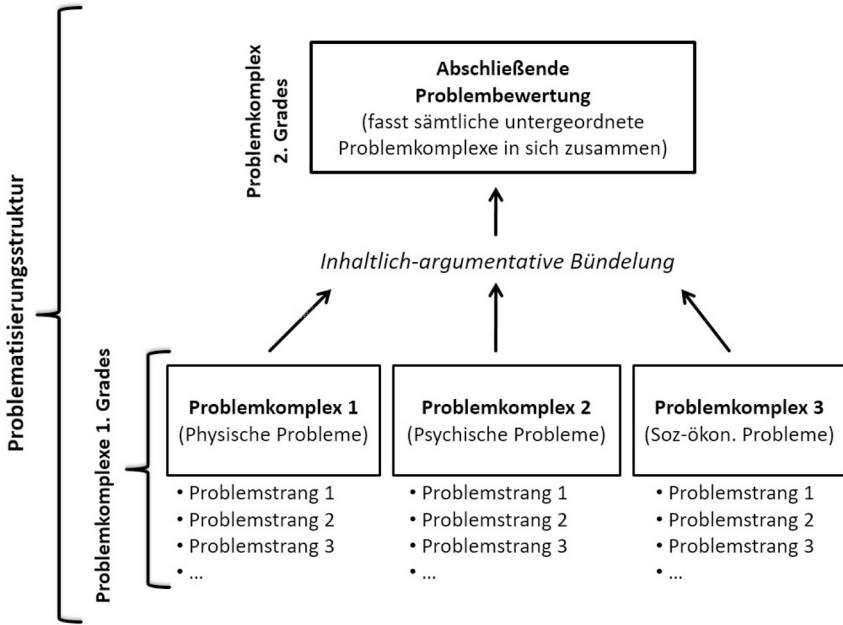 Problematisierungsstruktur
Problemkomplex
2. Grades
Abschließende
Problembewertung
(fasst sämtliche untergeordnete
Problemkomplexe in sich zusammen)
Inhaltlich-argumentative Bündelung
Problemkomplexe 1. Grades
Problemkomplex 1
(Physische Probleme)
• Problemstrang 1
• Problemstrang 2
• Problemstrang 3
• ...
Problemkomplex 2
(Psychische Probleme)
• Problemstrang 1
• Problemstrang 2
• Problemstrang 3
• ...
Problemkomplex 3
(Soz-ökon. Probleme)
• Problemstrang 1
• Problemstrang 2
• Problemstrang 3
• ...